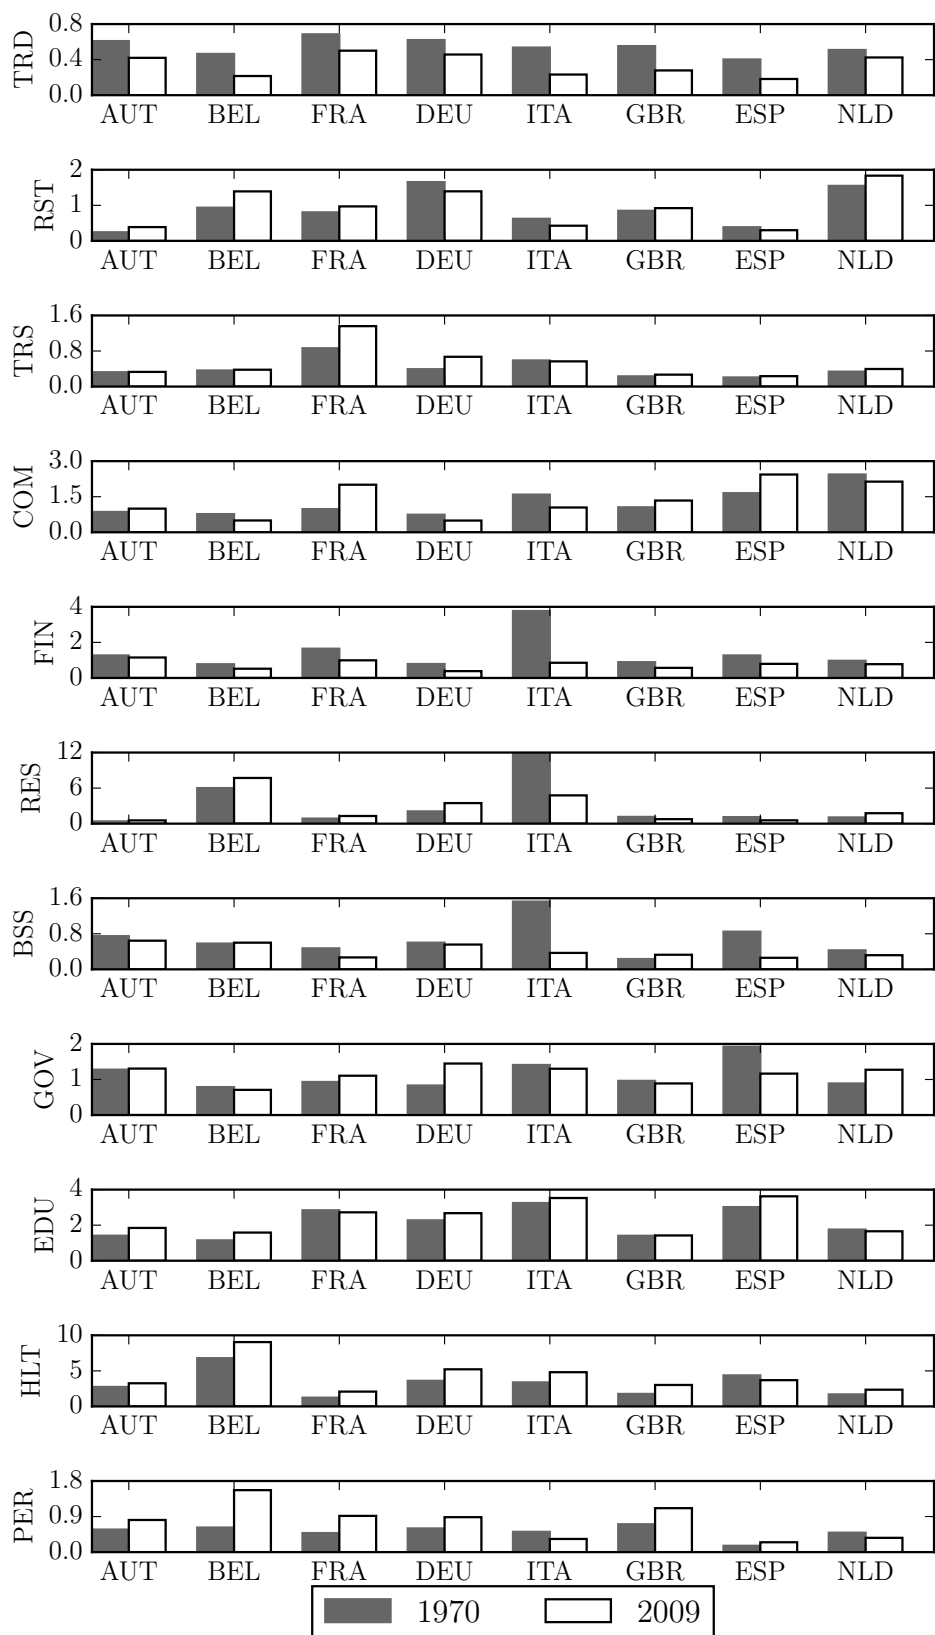 TRD
0.8
0.4
0.0
AUT BEL FRA DEU ITA GBR ESP NLD
RST
2
1
0
AUT BEL FRA DEU ITA GBR ESP NLD
TRS
1.6
0.8
0.0
AUT BEL FRA DEU ITA GBR ESP NLD
COM
3.0
1.5
0.0
AUT BEL FRA DEU ITA GBR ESP NLD
FIN
4
2
0
AUT BEL FRA DEU ITA GBR ESP NLD
RES
12
6
0
AUT BEL FRA DEU ITA GBR ESP NLD
BSS
1.6
0.8
0.0
AUT BEL FRA DEU ITA GBR ESP NLD
GOV
2
1
0
AUT BEL FRA DEU ITA GBR ESP NLD
EDU
4
2
0
AUT BEL FRA DEU ITA GBR ESP NLD
HLT
10
5
0
AUT BEL FRA DEU ITA GBR ESP NLD
PER
1.8
0.9
0.0
AUT BEL FRA DEU ITA GBR ESP NLD
1970 2009